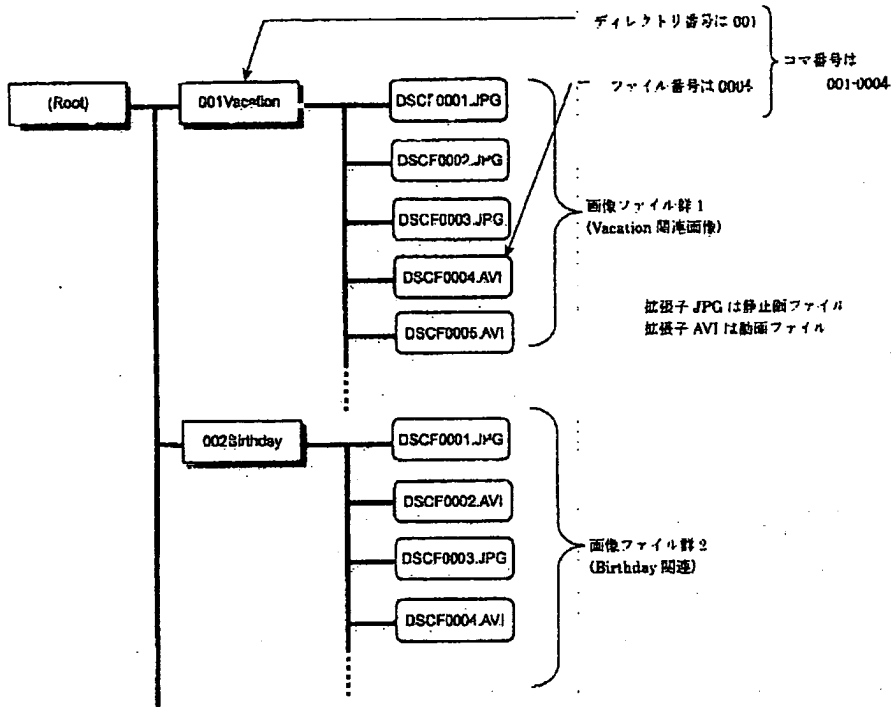 ディレクトリ番号は 001
コマ番号は
001-0004
ファイル番号は 0004
(Root)
001Vacation
DSCF0001.JPG
DSCF0002.JPG
DSCF0003.JPG
DSCF0004.AVI
DSCF0005.AVI
画像ファイル群 1
(Vacation 関連画像)
拡張子 JPG は静止画ファイル
拡張子 AVI は動画ファイル
002Birthday
DSCF0001.JPG
DSCF0002.AVI
DSCF0003.JPG
DSCF0004.AVI
画像ファイル群 2
(Birthday 関連)